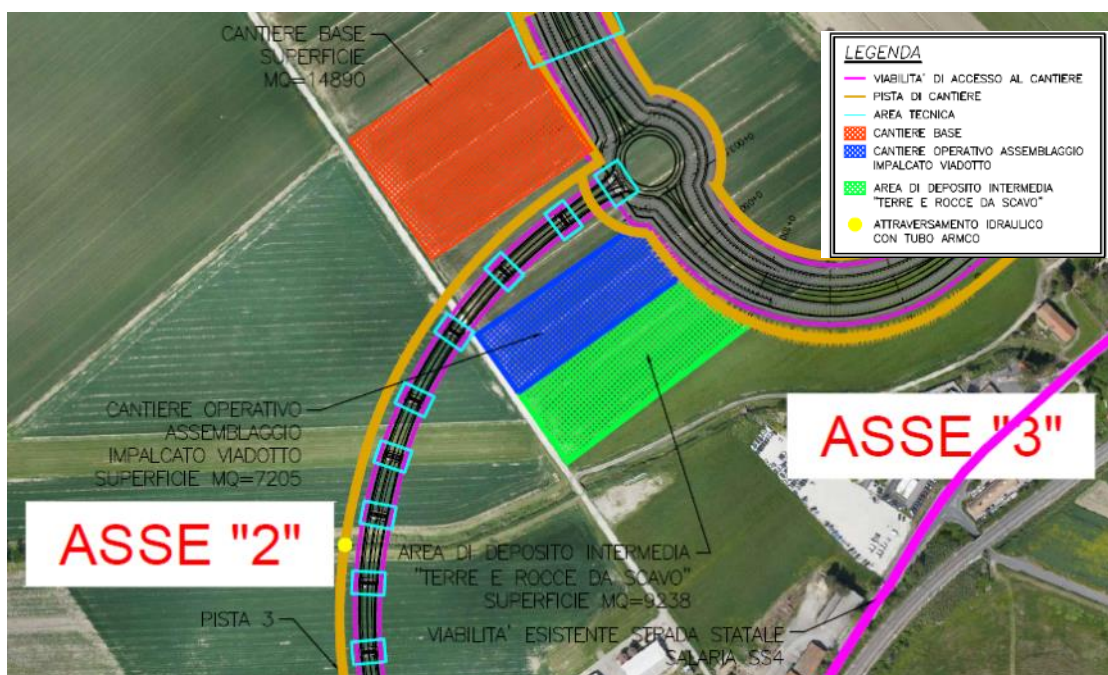 CANTIERE BASE
SUPERFICIE
MQ=14890
LEGENDA
VIABILITA' DI ACCESSO AL CANTIERE
PISTA DI CANTIERE
AREA TECNICA
CANTIERE BASE
CANTIERE OPERATIVO ASSEMBLAGGIO
IMPALCATO VIADOTTO
AREA DI DEPOSITO INTERMEDIA
"TERRE E ROCCE DA SCAVO"
ATTRAVERSAMENTO IDRAULICO
CON TUBO ARMCO
CANTIERE OPERATIVO
ASSEMBLAGGIO
IMPALCATO VIADOTTO
SUPERFICIE MQ=7205
ASSE "3"
ASSE "2"
AREA DI DEPOSITO INTERMEDIA
"TERRE E ROCCE DA SCAVO"
SUPERFICIE MQ=9238
PISTA 3
VIABILITA' ESISTENTE STRADA STATALE
SALARIA SS4